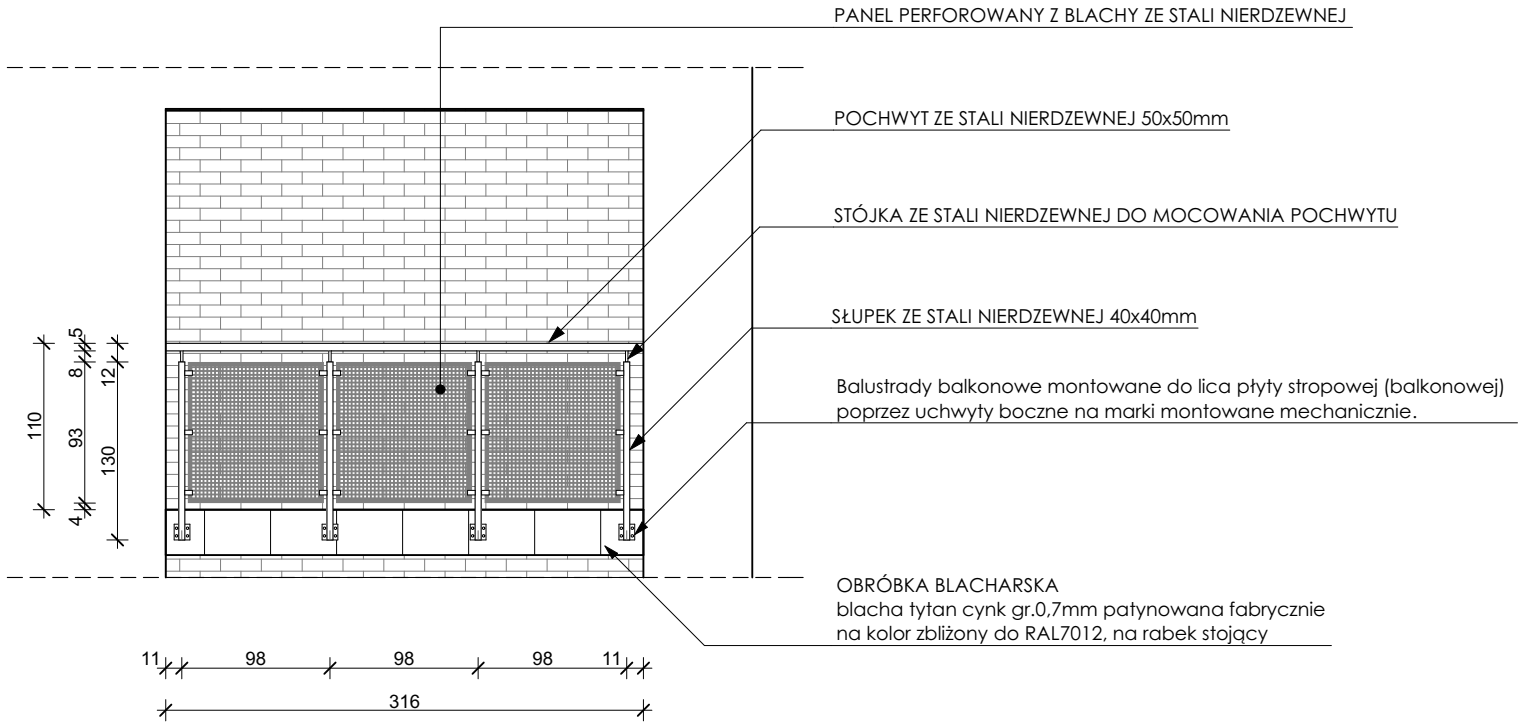 PANEL PERFOROWANY Z BLACHY ZE STALI NIERDZEWNEJ
POCHWYT ZE STALI NIERDZEWNEJ 50x50mm
STÓJKA ZE STALI NIERDZEWNEJ DO MOCOWANIA POCHWYTU
SŁUPEK ZE STALI NIERDZEWNEJ 40x40mm
Balustrady balkonowe montowane do lica płyty stropowej (balkonowej)
poprzez uchwyty boczne na marki montowane mechanicznie.
OBRÓBKA BLACHARSKA
blacha tytan cynk gr.0,7mm patynowana fabrycznie
na kolor zbliżony do RAL7012, na rabek stojący
110
5
8
93
4
12
130
11
98
98
98
11
316